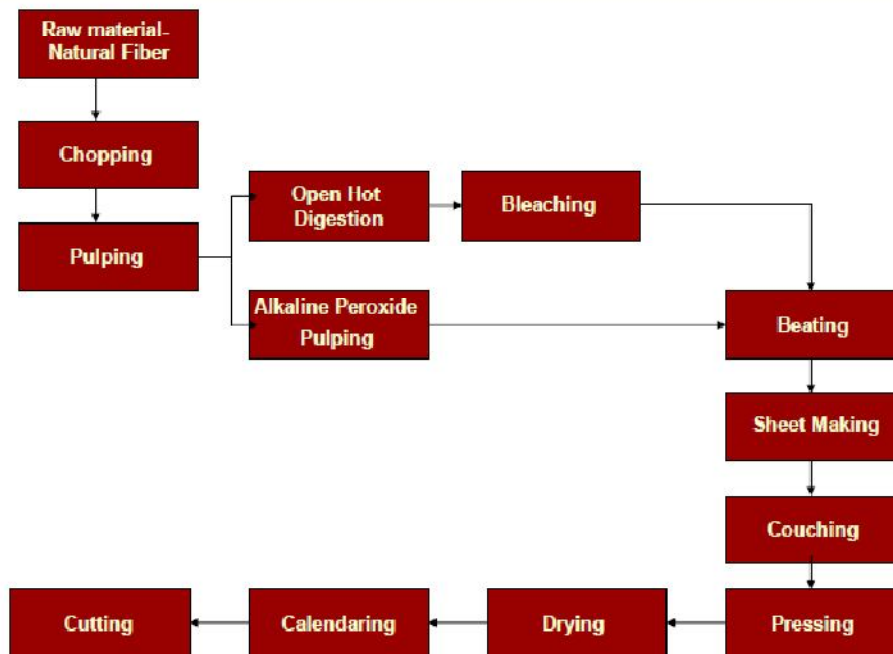 Raw material-
Natural Fiber
Chopping
Pulping
Open Hot
Digestion
Bleaching
Alkaline Peroxide
Pulping
Beating
Sheet Making
Couching
Pressing
Drying
Calendaring
Cutting